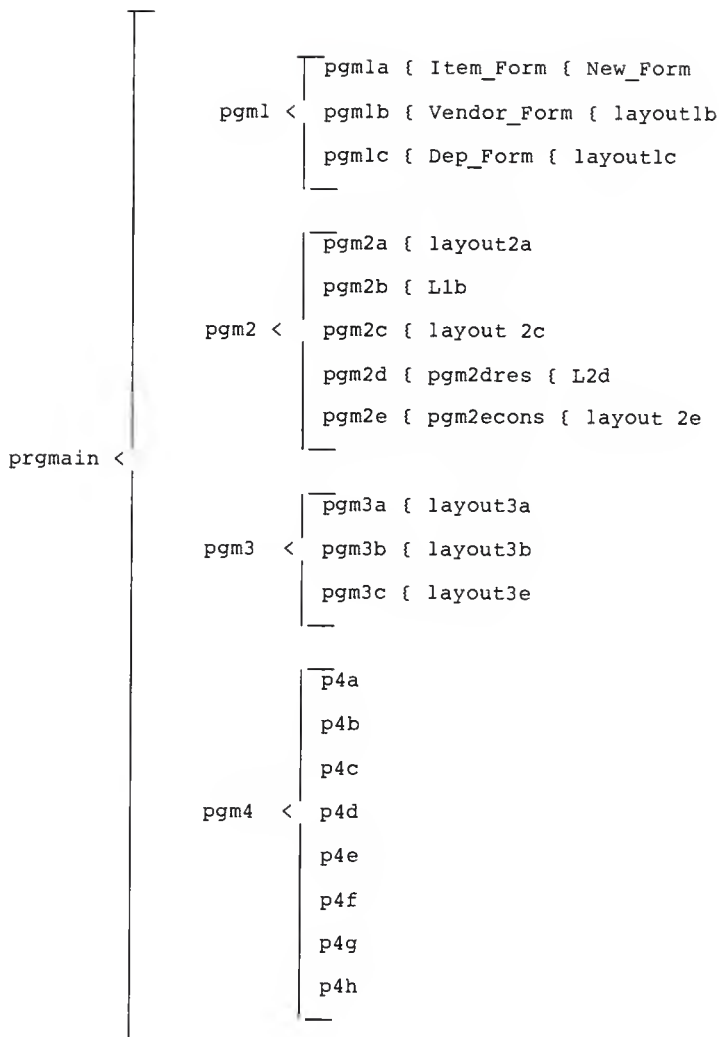 pgm1a { Item_Form { New_Form
pgm1 < pgm1b { Vendor_Form { layout1b
pgm1c { Dep_Form { layout1c
pgm2a { layout2a
pgm2b { L1b
pgm2 < pgm2c { layout 2c
pgm2d { pgm2dres { L2d
pgm2e { pgm2econs { layout 2e
prgmain <
pgm3a { layout3a
pgm3 < pgm3b { layout3b
pgm3c { layout3e
p4a
p4b
p4c
pgm4 < p4d
p4e
p4f
p4g
p4h